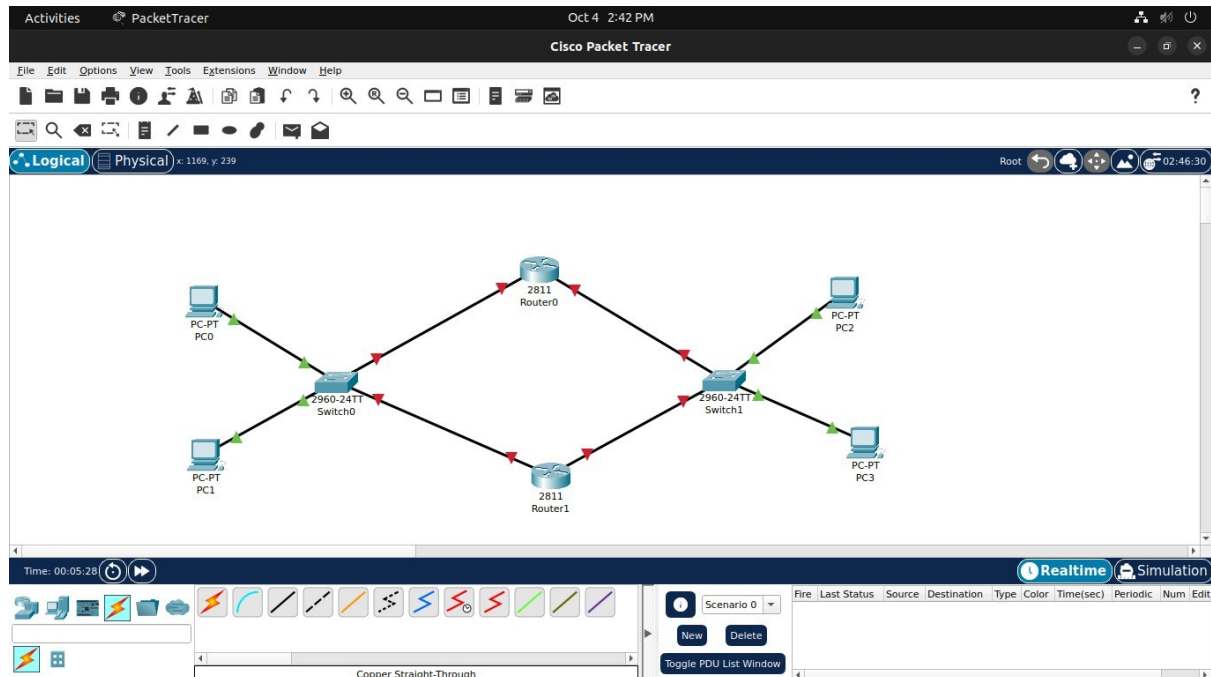 Activities PacketTracer Oct 4 2:42 PM
Cisco Packet Tracer
File Edit Options View Tools Extensions Window Help
?
Logical Physical x: 1169, y: 239 Root 02:46:30
2811
Router0
PC-PT
PC0
PC-PT
PC2
2960-24TT
Switch0
2960-24TT
Switch1
PC-PT
PC1
PC-PT
PC3
2811
Router1
Time: 00:05:28 Realtime Simulation
Scenario 0
Fire Last Status Source Destination Type Color Time(sec) Periodic Num Edit
New Delete
Toggle PDU List Window
Copper Straight-Through